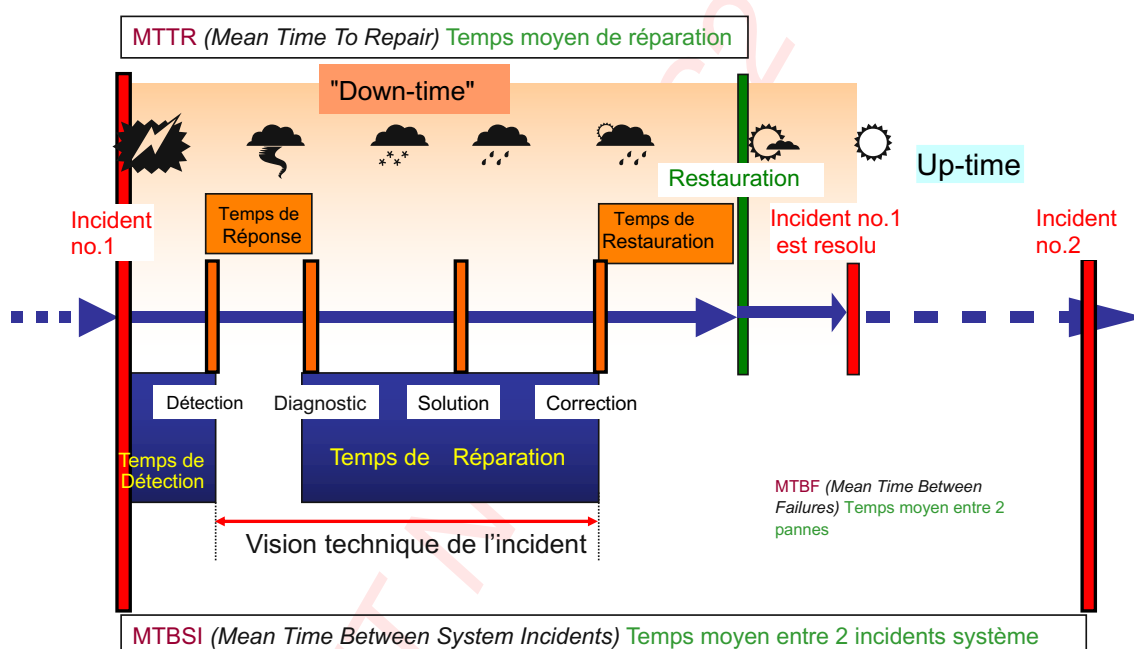 MTTR (Mean Time To Repair) Temps moyen de réparation
"Down-time"
Restauration
Up-time
Temps de
Réponse
Temps de
Restauration
Incident
no.1
Incident no.1
est resolu
Incident
no.2
Détection
Diagnostic
Solution
Correction
Temps de
Détection
Temps de Réparation
MTBF (Mean Time Between
Failures) Temps moyen entre 2
pannes
Vision technique de l’incident
MTBSI (Mean Time Between System Incidents) Temps moyen entre 2 incidents système